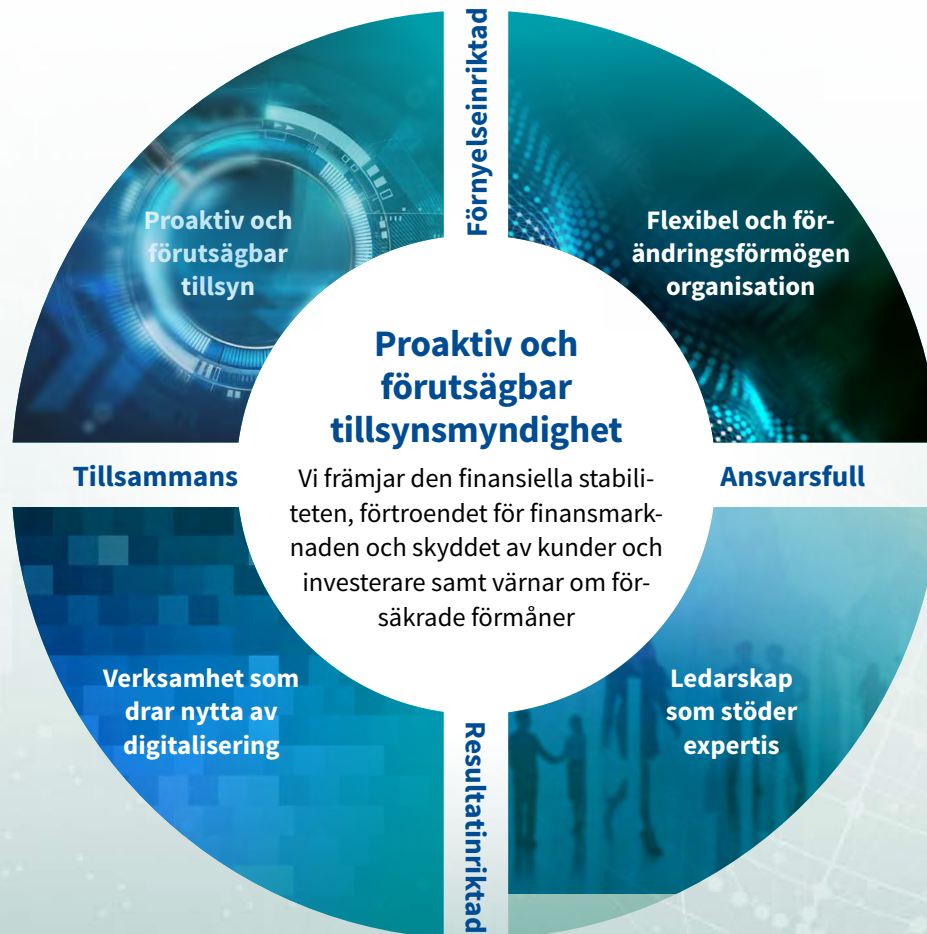 Förnyelseinriktad
Proaktiv och
förutsägbar
tillsyn
Flexibel och för-
ändringsförmögen
organisation
Proaktiv och
förutsägbar
tillsynsmyndighet
Vi främjar den finansiella stabili-
teten, förtroendet för finansmark-
naden och skyddet av kunder och
investerare samt värnar om för-
säkrade förmåner
Tillsammans
Ansvarsfull
Verksamhet som
drar nytta av
digitalisering
Ledarskap
som stöder
expertis
Resultatinriktad